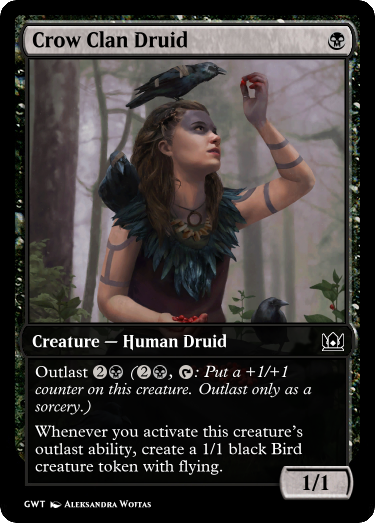 Crow Clan Druid
Creature — Human Druid
Outlast 2 (2, : Put a +1/+1
counter on this creature. Outlast only as a
sorcery.)
Whenever you activate this creature's
outlast ability, create a 1/1 black Bird
creature token with flying.
1/1
GWT Aleksandra Wojtas